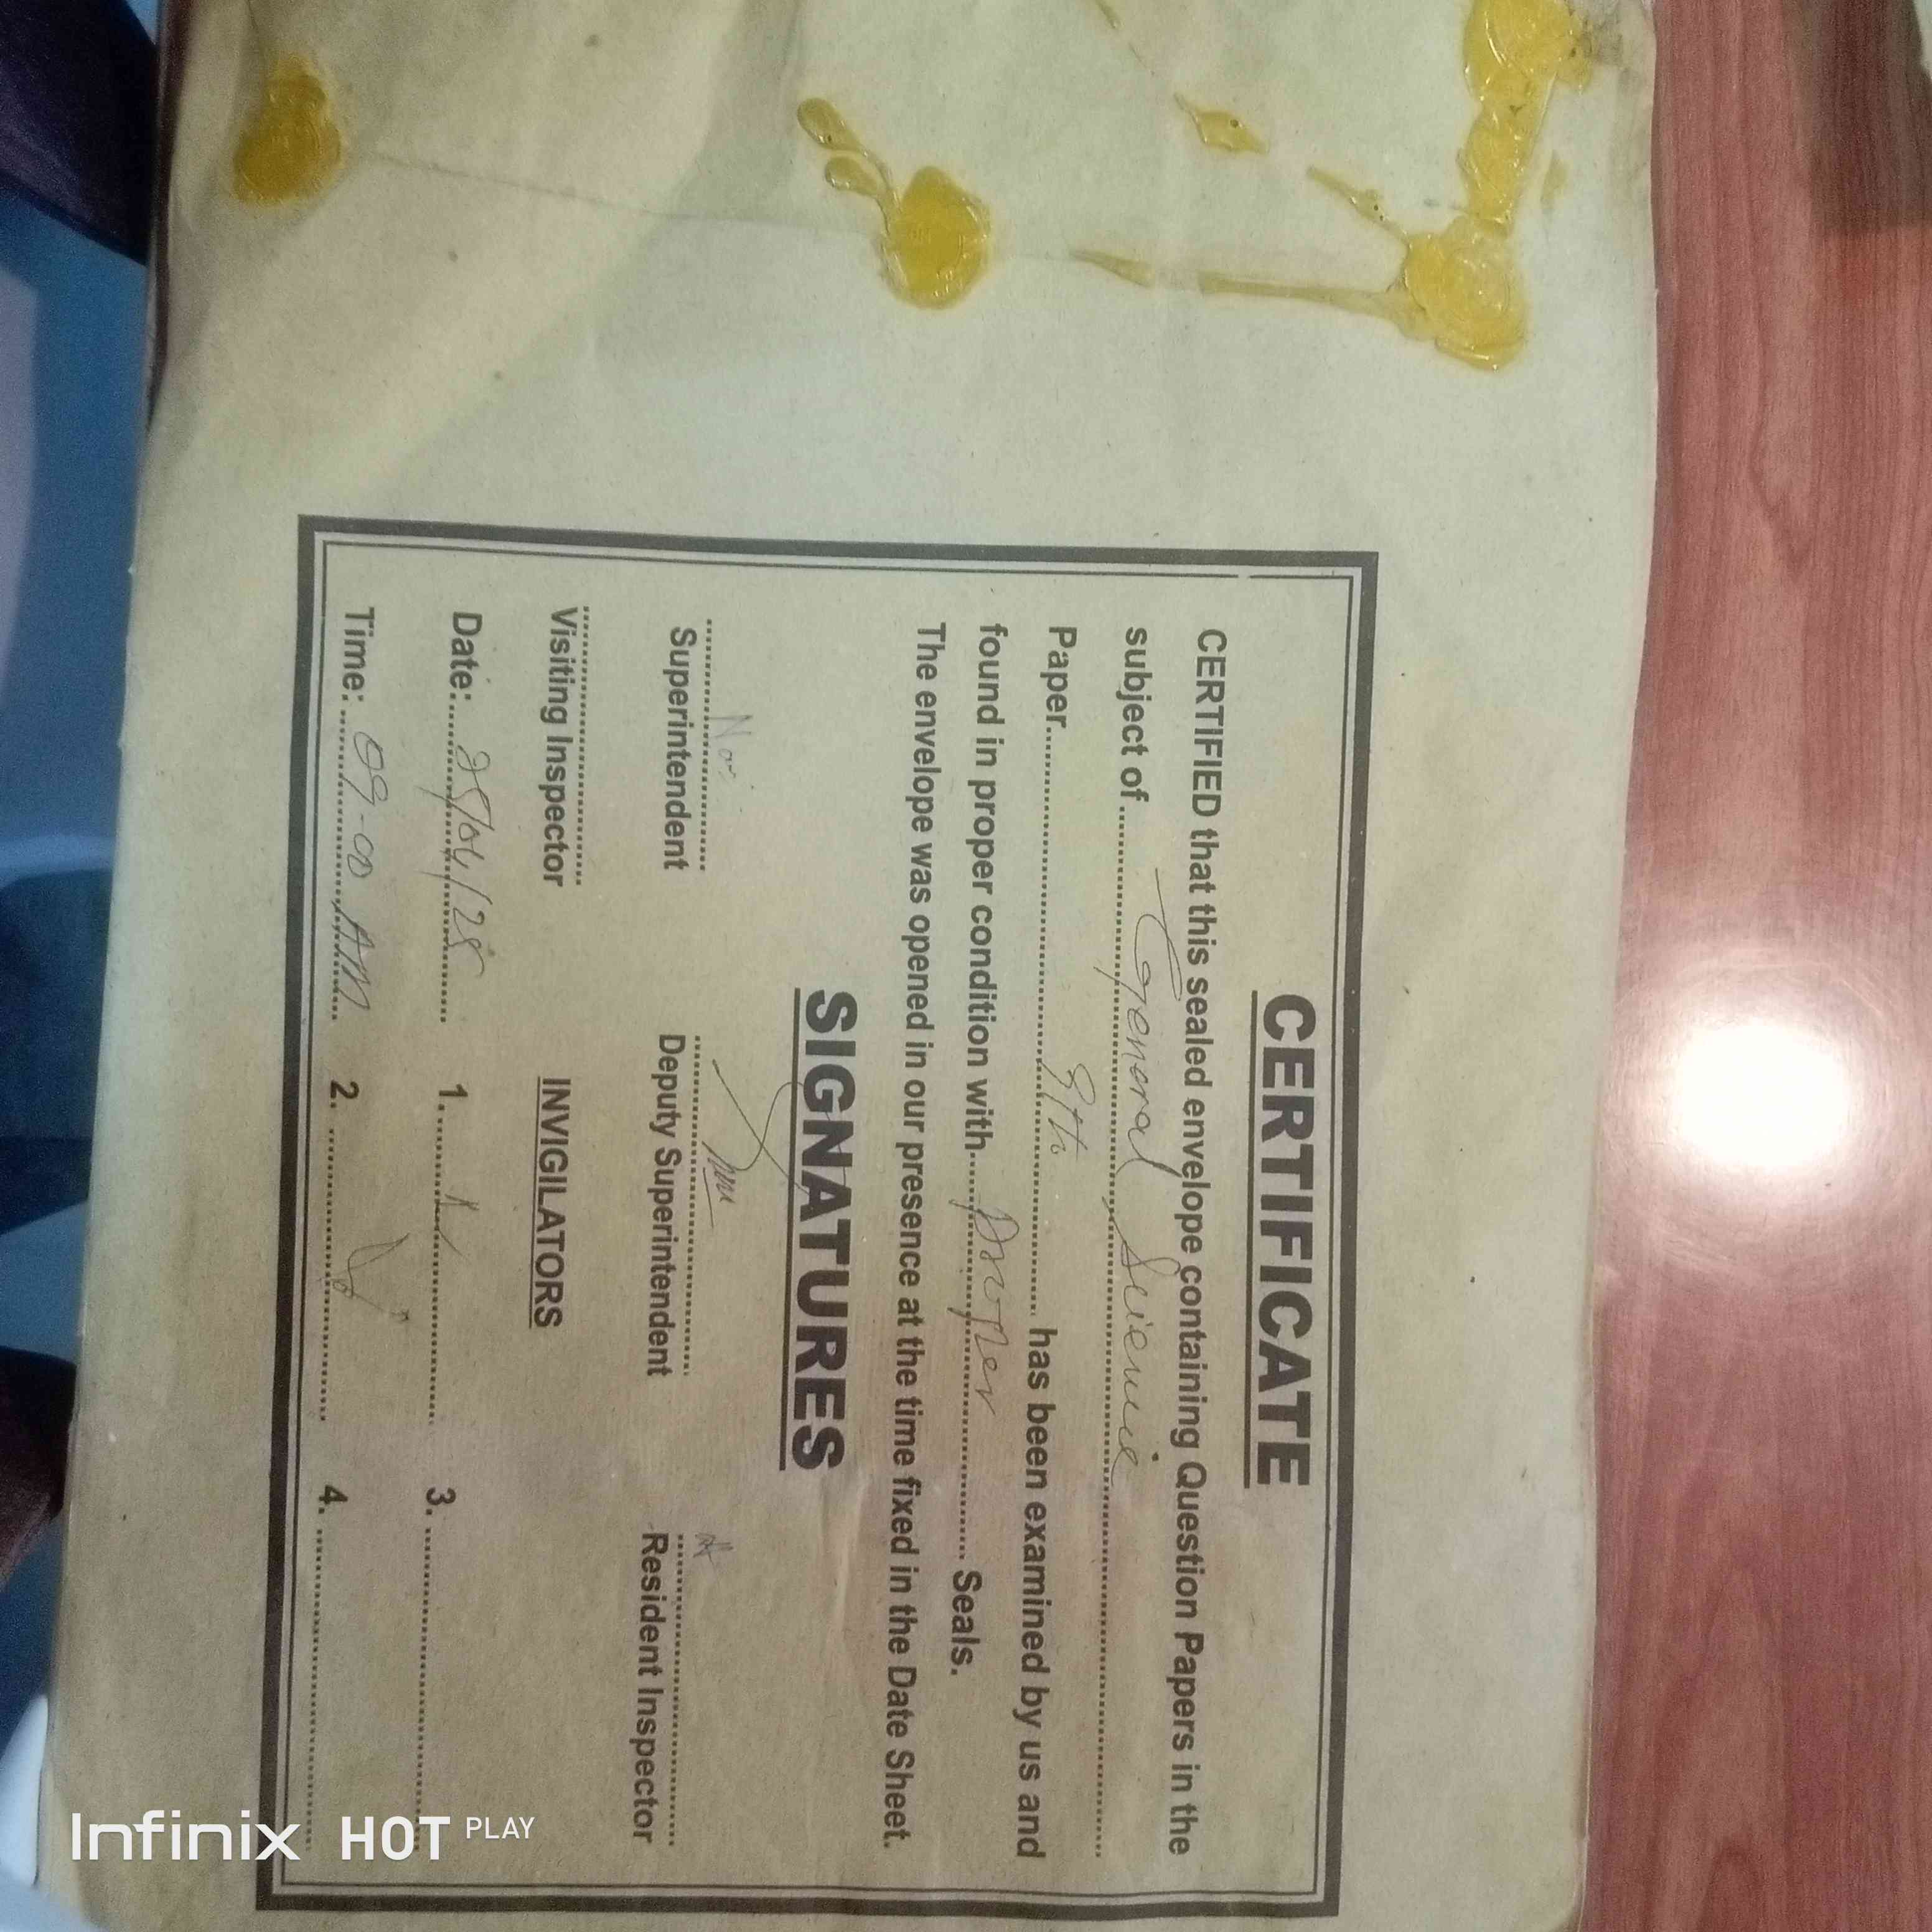 CERTIFICATE
CERTIFIED that this sealed envelope containing Question Papers in the
subject of General Science
Paper 9th has been examined by us and
found in proper condition with proper Seals.
The envelope was opened in our presence at the time fixed in the Date Sheet.
SIGNATURES
Superintendent Deputy Superintendent Resident Inspector
Visiting Inspector INVIGILATORS
Date: 1. 3.
Time: 09-00 AM 2. 4.
Infinix HOT PLAY